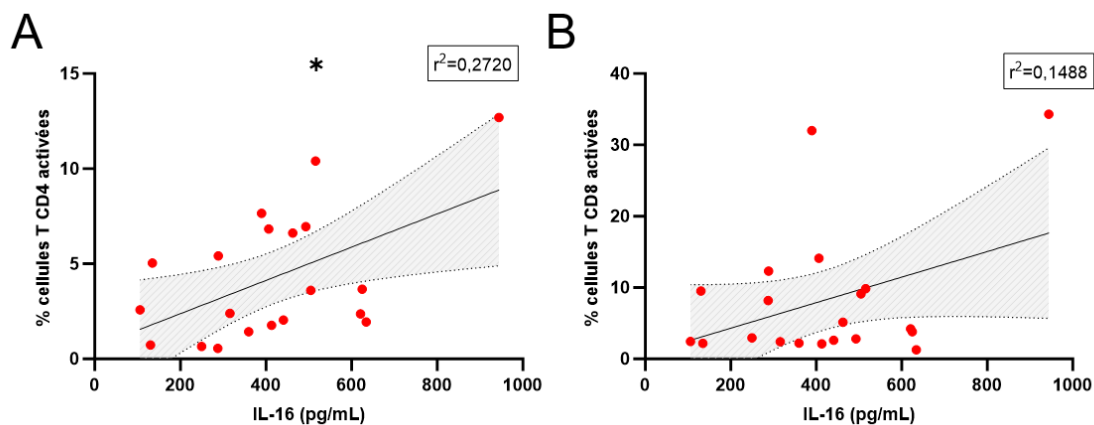 A
*
r²=0,2720
15
10
5
0
% cellules T CD4 activées
0 200 400 600 800 1000
IL-16 (pg/mL)
B
r²=0,1488
40
30
20
10
0
% cellules T CD8 activées
0 200 400 600 800 1000
IL-16 (pg/mL)